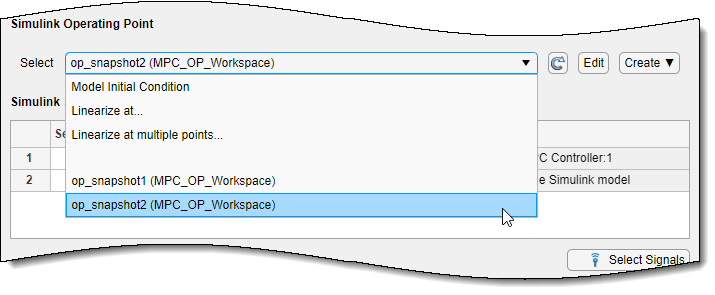 Simulink Operating Point
Select op_snapshot2 (MPC_OP_Workspace) Edit Create ▼
Model Initial Condition
Simulink
Linearize at...
Linearize at multiple points...
1 C Controller:1
op_snapshot1 (MPC_OP_Workspace)
2 e Simulink model
op_snapshot2 (MPC_OP_Workspace)
Select Signals